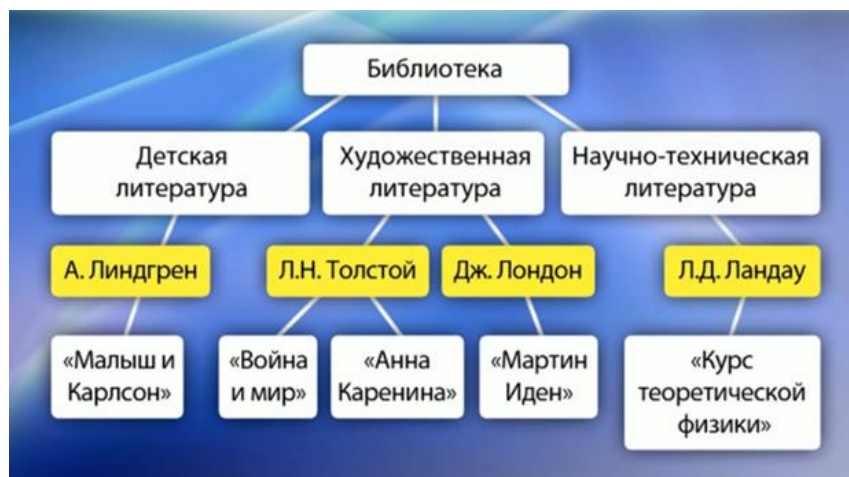 Библиотека
Детская
литература
Художественная
литература
Научно-техническая
литература
А. Линдгрен
Л.Н. Толстой
Дж. Лондон
Л.Д. Ландау
«Малыш и
Карлсон»
«Война
и мир»
«Анна
Каренина»
«Мартин
Иден»
«Курс
теоретической
физики»